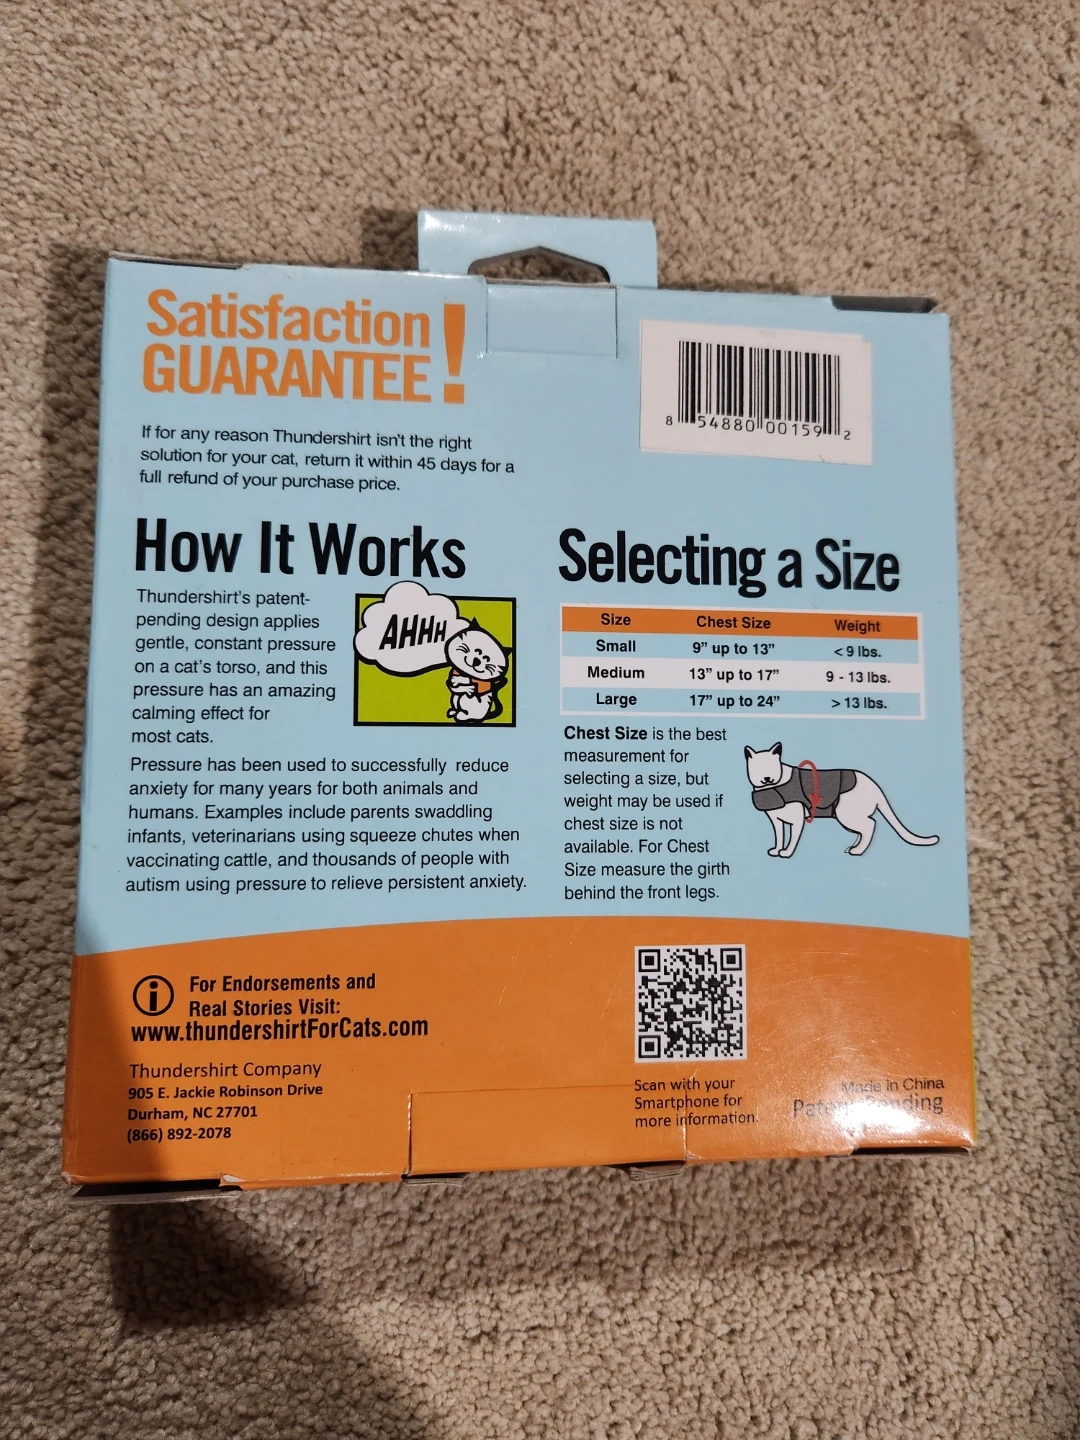 Satisfaction
GUARANTEE!
If for any reason Thundershirt isn't the right
solution for your cat, return it within 45 days for a
full refund of your purchase price.
8 54880 00159 2
How It Works
Thundershirt's patent-
pending design applies
gentle, constant pressure
on a cat's torso, and this
pressure has an amazing
calming effect for
most cats.
AHHH
Pressure has been used to successfully reduce
anxiety for many years for both animals and
humans. Examples include parents swaddling
infants, veterinarians using squeeze chutes when
vaccinating cattle, and thousands of people with
autism using pressure to relieve persistent anxiety.
Selecting a Size
Size Chest Size Weight
Small 9” up to 13” < 9 lbs.
Medium 13” up to 17” 9 - 13 lbs.
Large 17” up to 24” > 13 lbs.
Chest Size is the best
measurement for
selecting a size, but
weight may be used if
chest size is not
available. For Chest
Size measure the girth
behind the front legs.
For Endorsements and
Real Stories Visit:
www.thundershirtForCats.com
Thundershirt Company
905 E. Jackie Robinson Drive
Durham, NC 27701
(866) 892-2078
Scan with your
Smartphone for
more information.
Made in China
Patent Pending